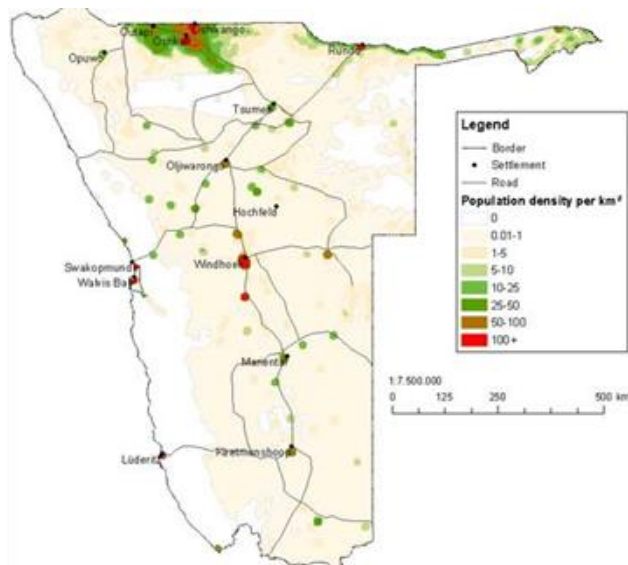 Outapi
Oshikango
Opuwo
Rundu
Tsumeb
Otjiwarongo
Hochfeld
Swakopmund
Walvis Bay
Windhoek
Mariental
Lüderitz
Keetmanshoop
Legend
Border
Settlement
Road
Population density per km²
0
0.01-1
1-5
5-10
10-25
25-50
50-100
100+
1:7.500.000
0 125 250 500 km